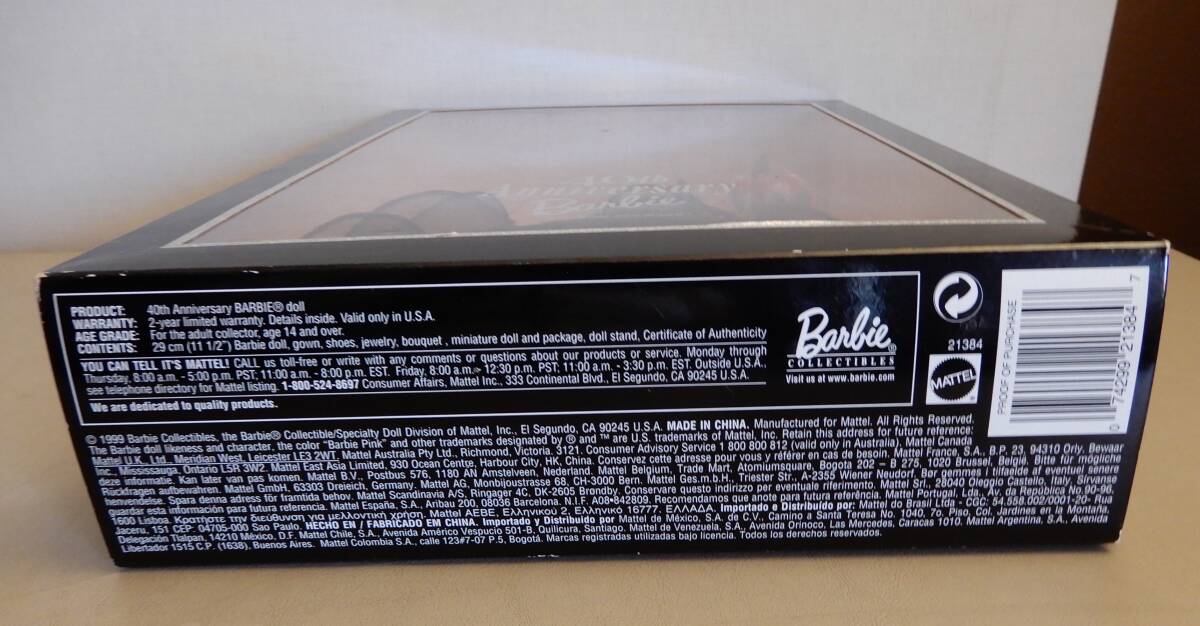 40th
Anniversary
Barbie
PRODUCT: 40th Anniversary BARBIE® doll
WARRANTY: 2-year limited warranty. Details inside. Valid only in U.S.A.
AGE GRADE: For the adult collector, age 14 and over.
CONTENTS: 29 cm (11 1/2") Barbie doll, gown, shoes, jewelry, bouquet , miniature doll and package, doll stand, Certificate of Authenticity
YOU CAN TELL IT'S MATTEL! CALL us toll-free or write with any comments or questions about our products or service. Monday through
Thursday, 8:00 a.m. - 5:00 p.m. PST: 11:00 a.m. - 8:00 p.m. EST. Friday, 8:00 a.m.- 12:30 p.m. PST; 11:00 a.m. - 3:30 p.m. EST. Outside U.S.A.,
see telephone directory for Mattel listing. 1-800-524-8697 Consumer Affairs, Mattel Inc., 333 Continental Blvd., El Segundo, CA 90245 U.S.A.
We are dedicated to quality products.
Barbie®
COLLECTIBLES
Visit us at www.barbie.com
21384
MATTEL®
PROOF OF PURCHASE
0 74299 21384 7
© 1999 Barbie Collectibles, the Barbie® Collectible/Specialty Doll Division of Mattel, Inc., El Segundo, CA 90245 U.S.A. MADE IN CHINA. Manufactured for Mattel. All Rights Reserved.
The Barbie doll likeness and character, the color "Barbie Pink" and other trademarks designated by ® and ™ are U.S. trademarks of Mattel, Inc. Retain this address for future reference:
Mattel U.K., Ltd., Meridian West, Leicester LE3 2WT. Mattel Australia Pty Ltd., Richmond, Victoria. 3121. Consumer Advisory Service 1 800 800 812 (valid only in Australia). Mattel Canada
Inc., Mississauga, Ontario L5R 3W2. Mattel East Asia Limited, 930 Ocean Centre, Harbour City, HK, China. Conservez cette adresse pour vous y référer en cas de besoin. Mattel France, S.A., B.P. 23, 94310 Orly. Bewaar
deze informatie. Kan later van pas komen. Mattel B.V., Postbus 576, 1180 AN Amstelveen, Nederland. Mattel Belgium, Trade Mart, Atomiumsquare, Bogota 202 – B 275, 1020 Brussel, België. Bitte für mögliche
Rückfragen aufbewahren. Mattel GmbH, 63303 Dreieich, Germany. Mattel AG, Monbijoustrasse 68, CH-3000 Bern. Mattel Ges.m.b.H., Triester Str., A-2355 Wiener Neudorf. Bør gemmes i tilfælde af eventuel senere
henvendelse. Spara denna adress för framtida behov. Mattel Scandinavia A/S, Ringager 4C, DK-2605 Brøndby. Conservare questo indirizzo per eventuale riferimento. Mattel Srl., 28040 Oleggio Castello, Italy. Sírvanse
guardar esta información para futura referencia. Mattel España, S.A., Aribau 200, 08036 Barcelona. N.I.F. A08-842809. Recomendamos que anote para futura referência. Mattel Portugal, Lda., Av. da República No. 90-96,
1600 Lisboa. Κρατήστε την διεύθυνση για μελλοντική χρήση. Mattel AEBE, Ελληνικού 2, Ελληνικό 16777, ΕΛΛΑΔΑ. Importado e Distribuido por: Mattel do Brasil Ltda - CGC: 54.558.002/001-20 - Rua
Jaceru, 151 CEP: 04705-000 Sao Paulo. HECHO EN / FABRICADO EM CHINA. Importado y Distribuido por Mattel de México, S.A. de C.V., Camino a Santa Teresa No. 1040, 7o. Piso, Col. Jardines en la Montaña,
Delegación Tlalpan, 14210 México, D.F. Mattel Chile, S.A., Avenida Américo Vespucio 501-B, Quilicura, Santiago. Mattel de Venezuela, S.A., Avenida Orinoco, Las Mercedes, Caracas 1010. Mattel Argentina, S.A., Avenida
Libertador 1515 C.P. (1638), Buenos Aires. Mattel Colombia S.A., calle 123#7-07 P.5, Bogotá. Marcas registradas utilizadas bajo licencia. Todos los derechos reservados.